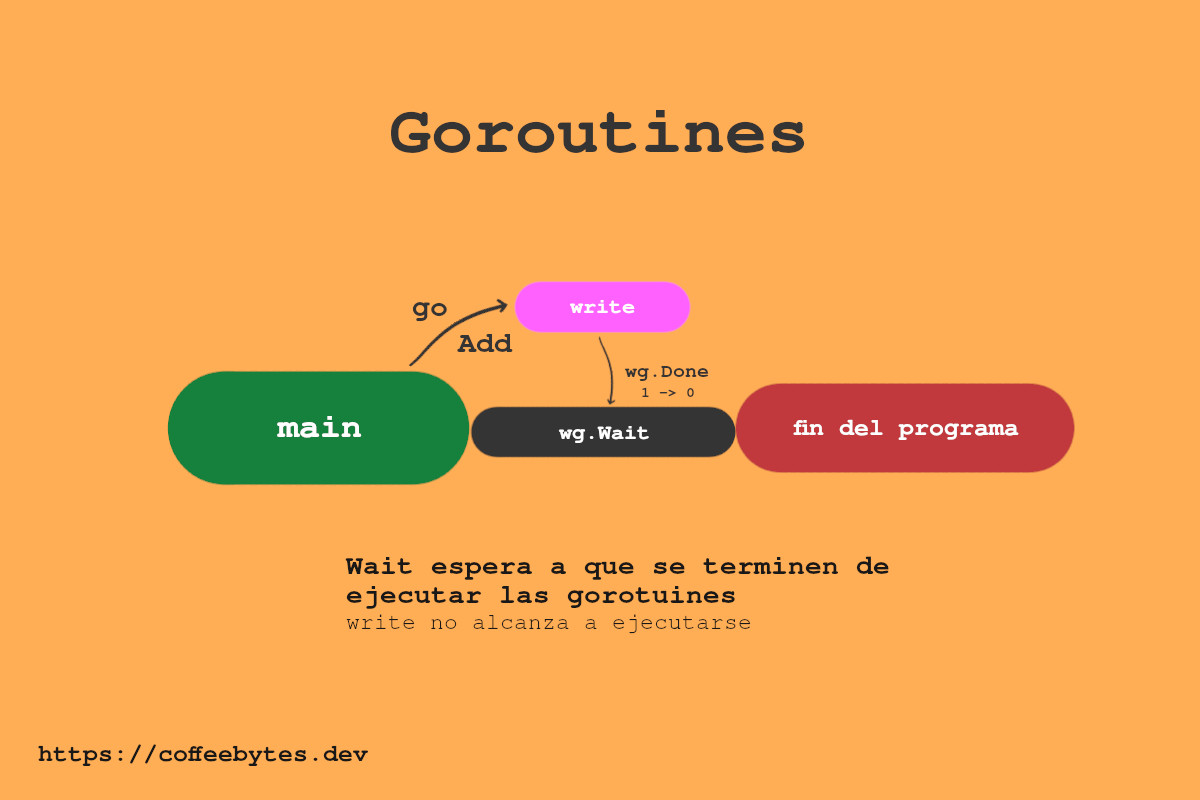 Goroutines
go
write
Add
wg.Done
1 –> 0
main
wg.Wait
fin del programa
Wait espera a que se terminen de
ejecutar las gorotuines
write no alcanza a ejecutarse
https://coffeebytes.dev